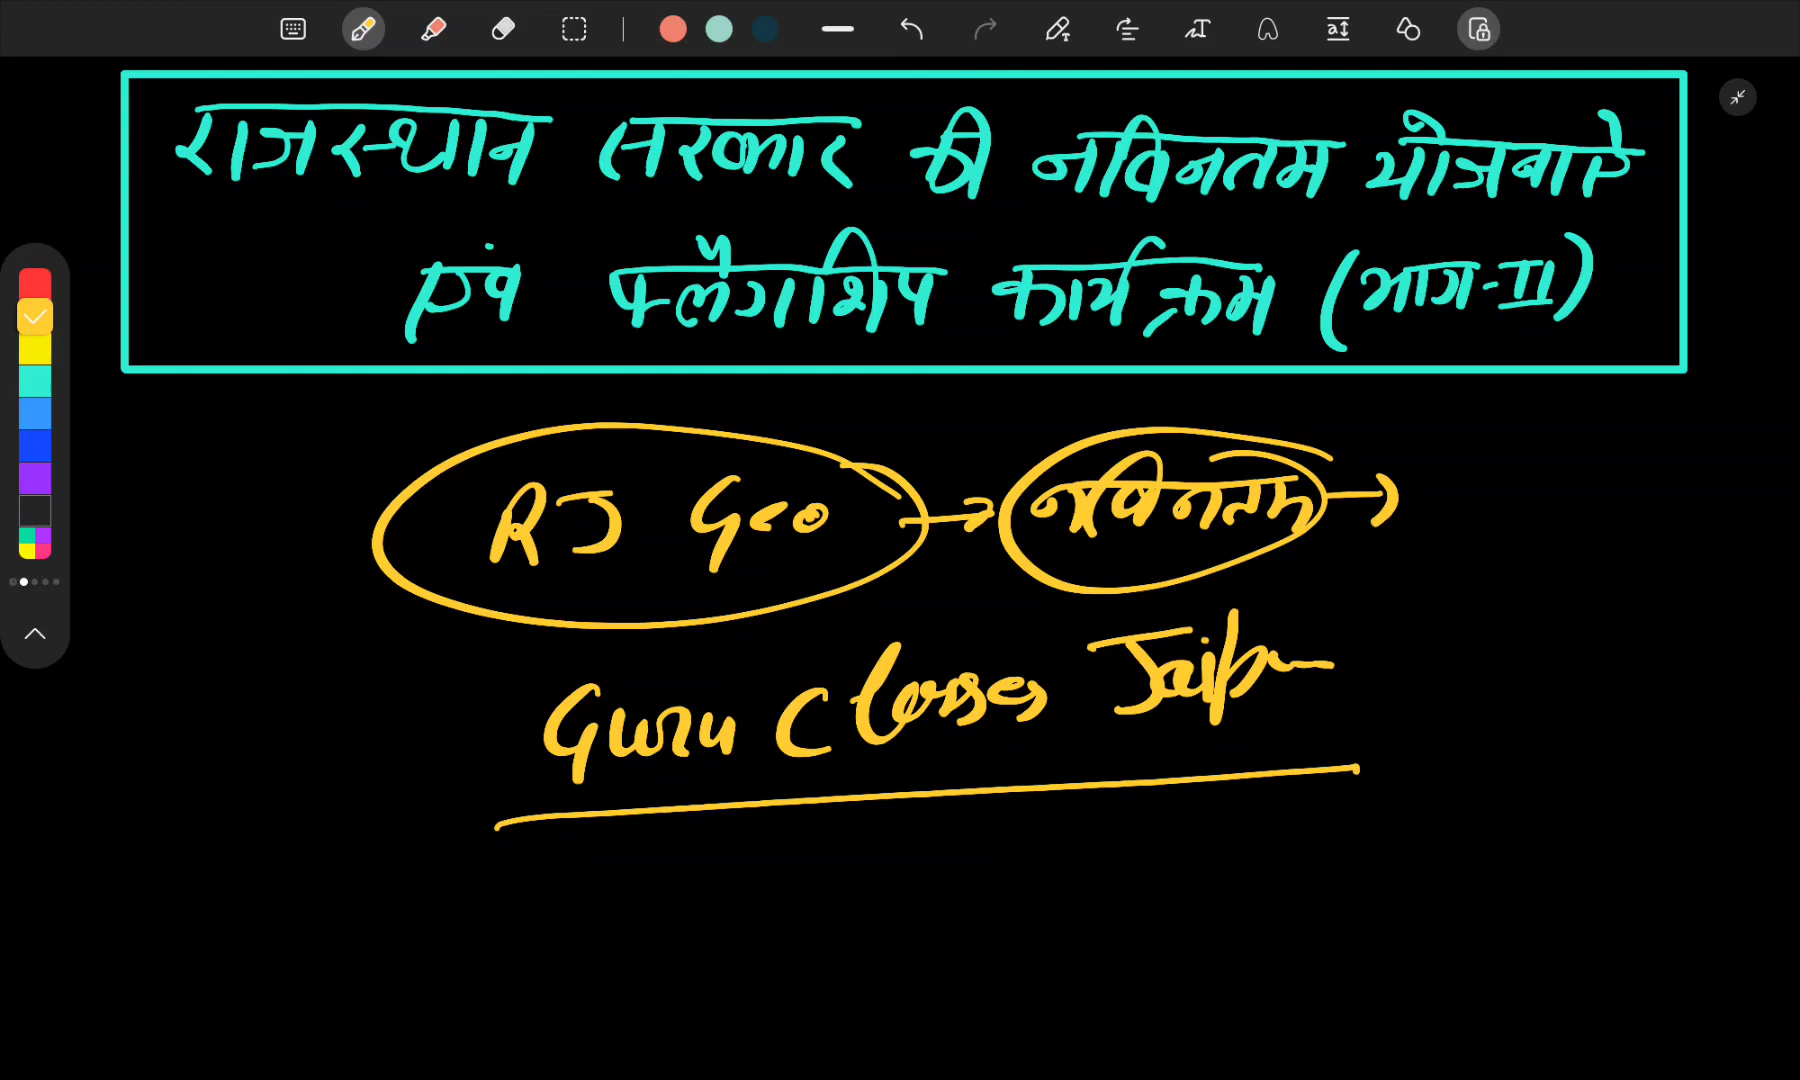 राजस्थान सरकार की नविनतम योजनाऐ
एवं फ्लैगशिप कार्यक्रम (भाग-II)
RJ Geo → नविनतम →
Guru Classes Jaipur